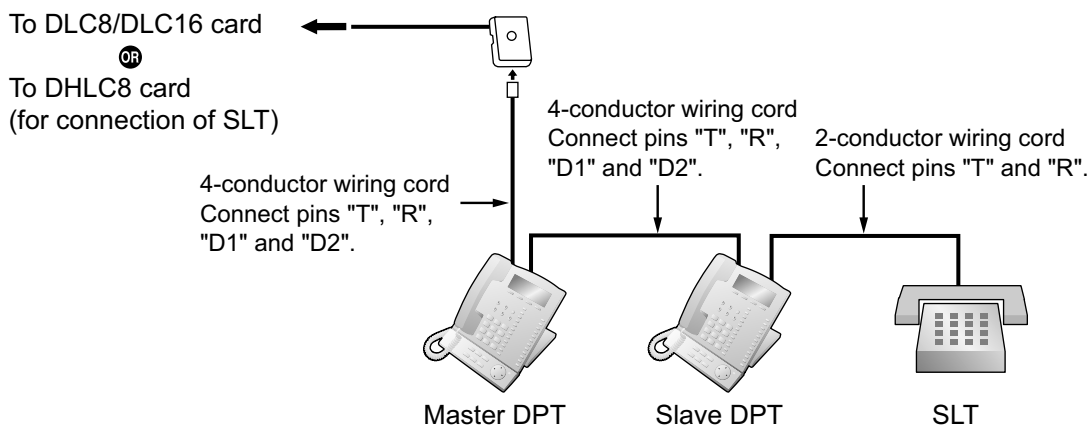 To DLC8/DLC16 card
OR
To DHLC8 card
(for connection of SLT)
4-conductor wiring cord
Connect pins "T", "R",
"D1" and "D2".
4-conductor wiring cord
Connect pins "T", "R",
"D1" and "D2".
2-conductor wiring cord
Connect pins "T" and "R".
Master DPT
Slave DPT
SLT